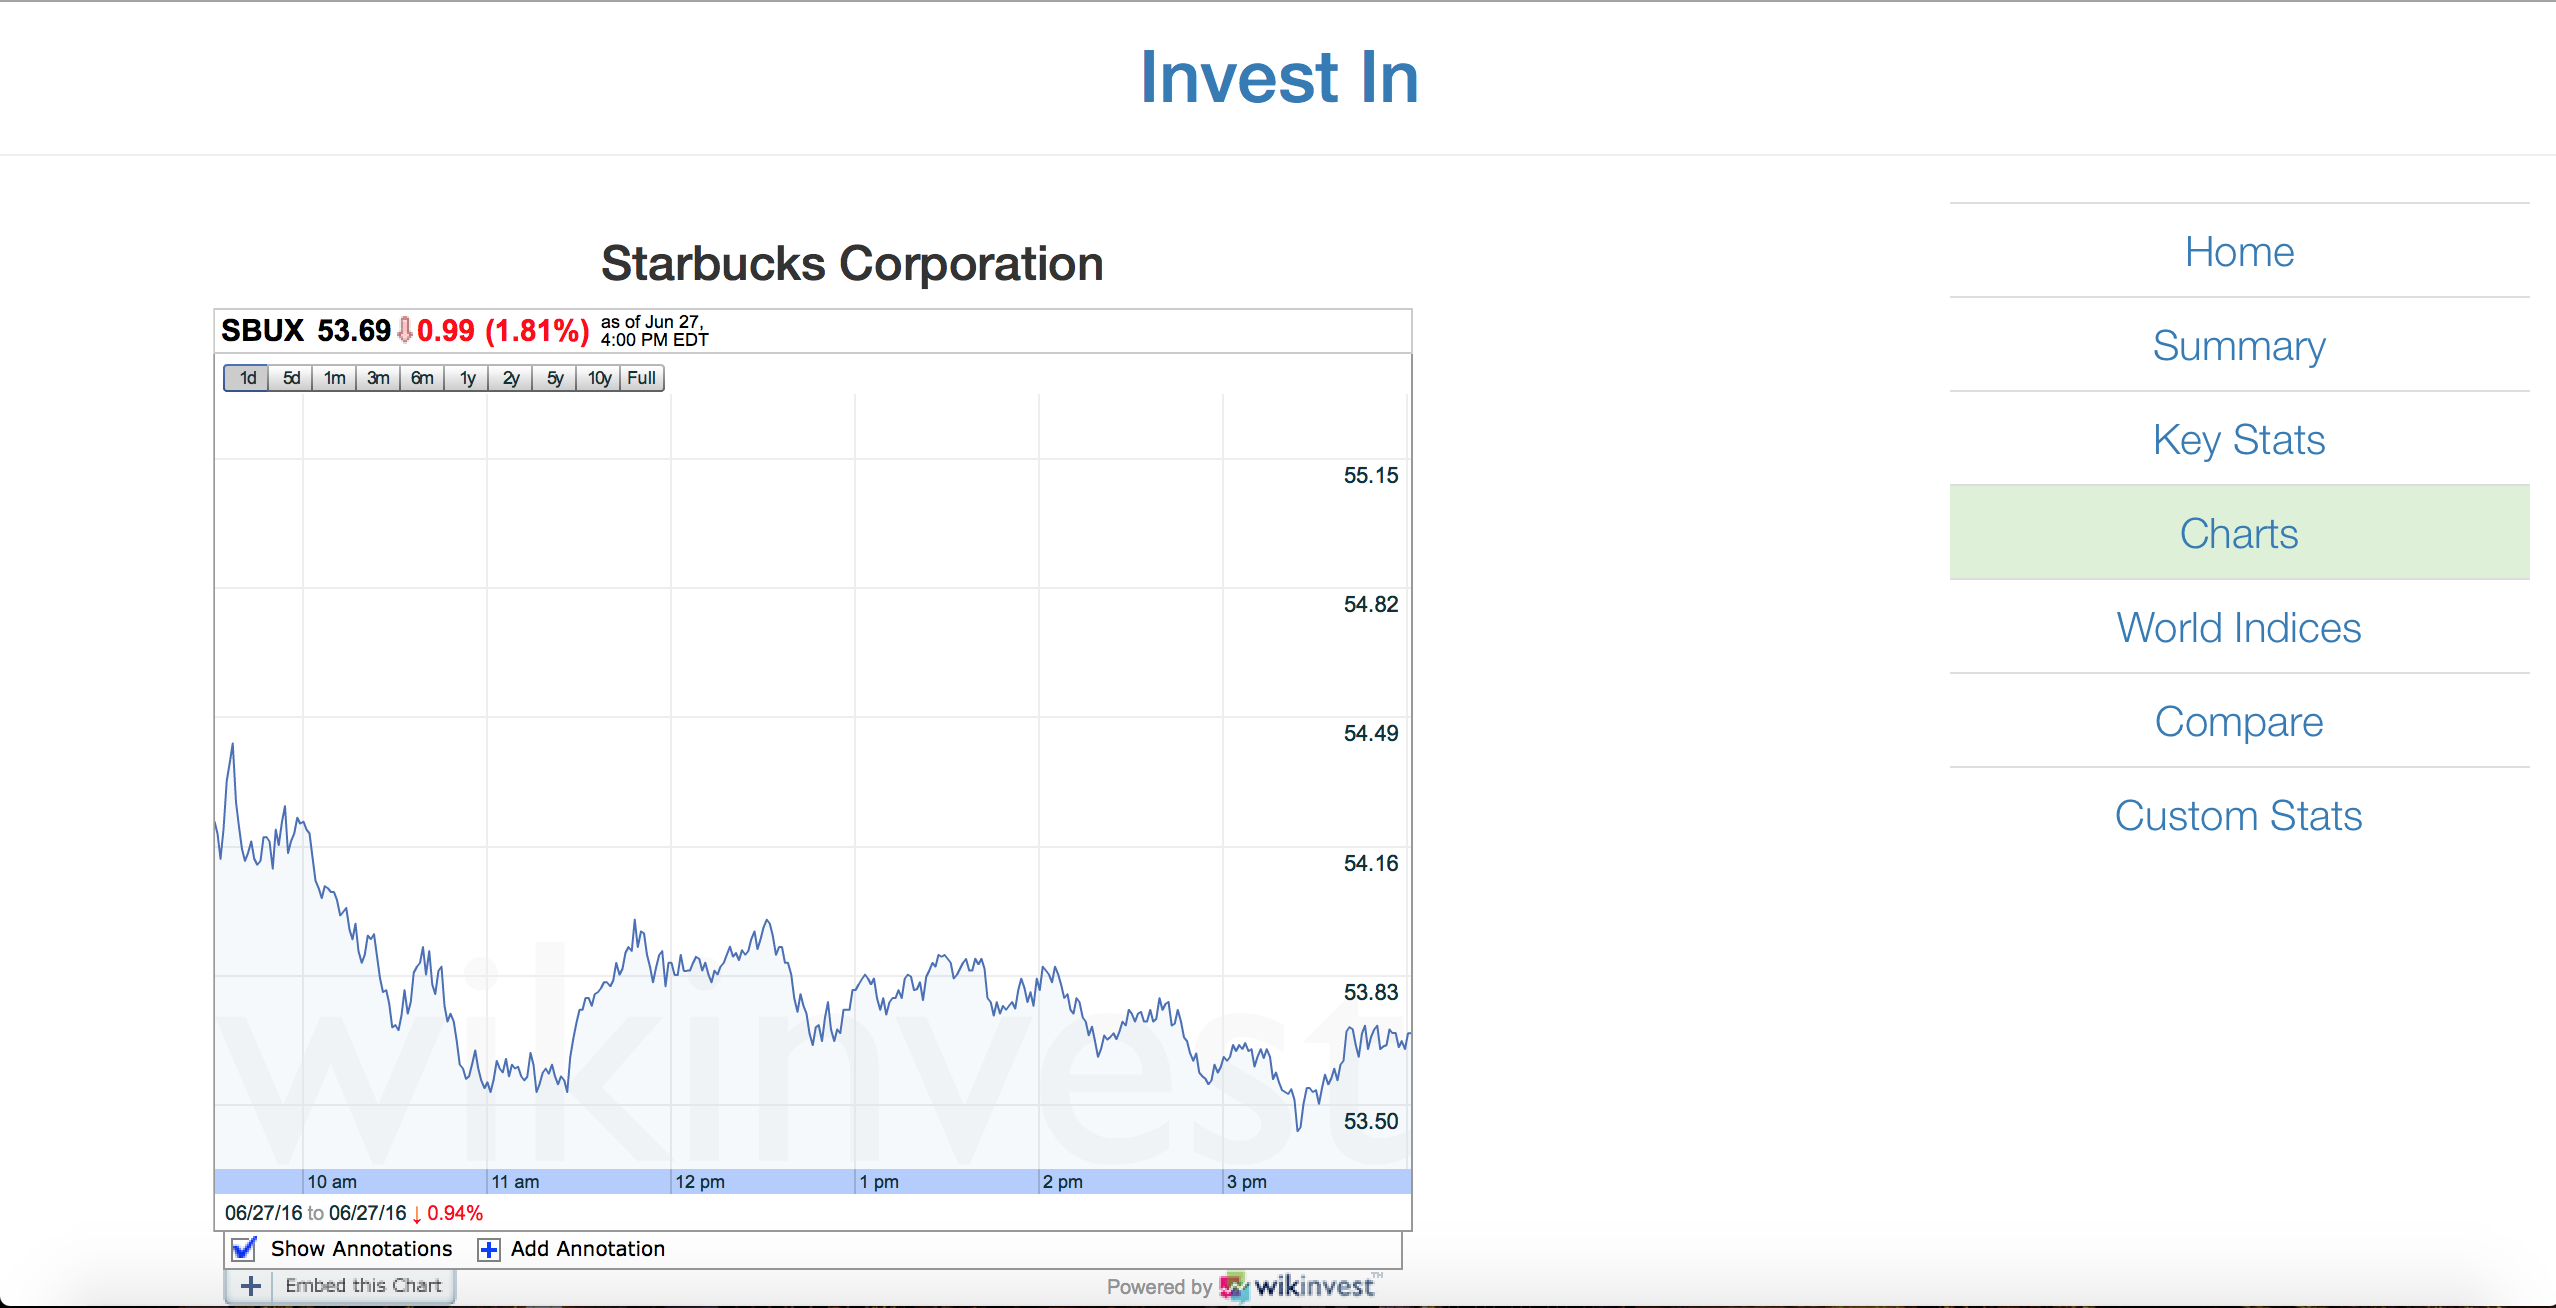 Invest In
Starbucks Corporation
SBUX 53.69 0.99 (1.81%) as of Jun 27,
4:00 PM EDT
1d 5d 1m 3m 6m 1y 2y 5y 10y Full
55.15
54.82
54.49
54.16
53.83
53.50
wikinvest
10 am 11 am 12 pm 1 pm 2 pm 3 pm
06/27/16 to 06/27/16 ↓ 0.94%
Show Annotations + Add Annotation
+ Embed this Chart
Powered by wikinvest™
Home
Summary
Key Stats
Charts
World Indices
Compare
Custom Stats